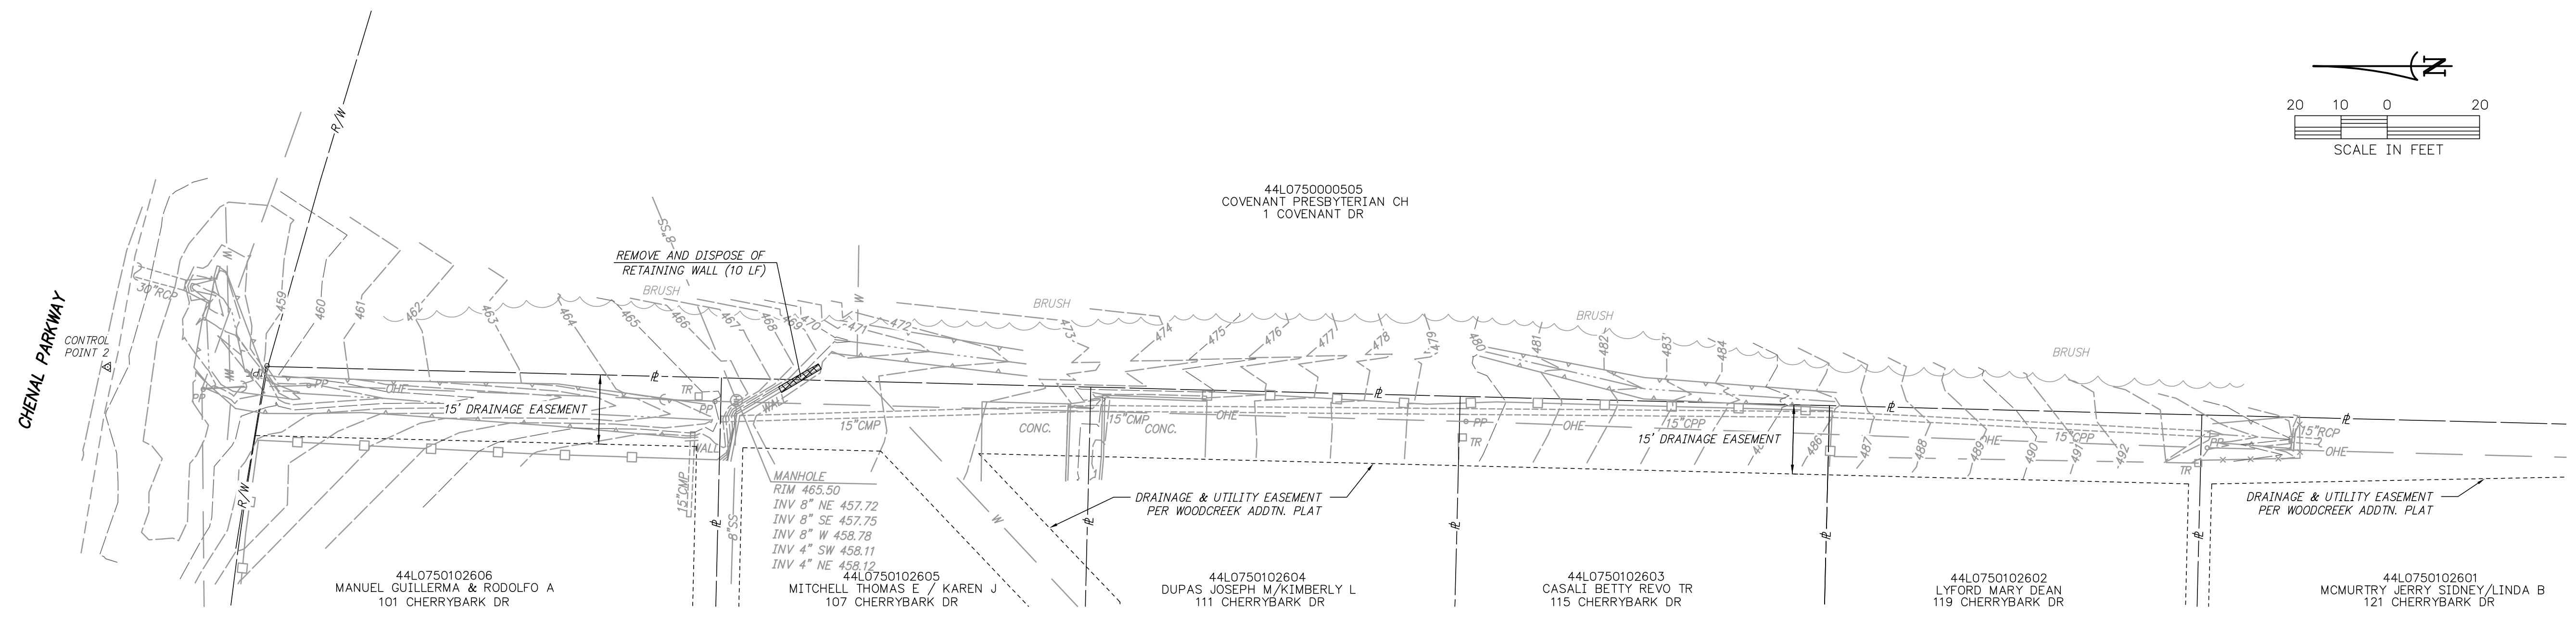 N
20 10 0 20
SCALE IN FEET
44L0750000505
COVENANT PRESBYTERIAN CH
1 COVENANT DR
R/W
CHENAL PARKWAY
CONTROL
POINT 2
30"RCP
W
PP
REMOVE AND DISPOSE OF
RETAINING WALL (10 LF)
SS 8"
BRUSH
BRUSH
BRUSH
BRUSH
W
459
460
461
462
463
464
465
466
467
468
469
470
471
472
473
474
475
476
477
478
479
480
481
482
483
484
486
487
488
489
490
491
492
W
PP
OHE
15' DRAINAGE EASEMENT
TR
PP
WALL
WALL
15"CMP
15"CMP
CONC.
15"CMP
CONC.
OHE
PP
TR
OHE
15"CPP
15' DRAINAGE EASEMENT
OHE
15"CPP
PP
TR
15"RCP
OHE
R/W
8"SS
MANHOLE
RIM 465.50
INV 8" NE 457.72
INV 8" SE 457.75
INV 8" W 458.78
INV 4" SW 458.11
INV 4" NE 458.12
W
DRAINAGE & UTILITY EASEMENT
PER WOODCREEK ADDTN. PLAT
DRAINAGE & UTILITY EASEMENT
PER WOODCREEK ADDTN. PLAT
44L0750102606
MANUEL GUILLERMA & RODOLFO A
101 CHERRYBARK DR
44L0750102605
MITCHELL THOMAS E / KAREN J
107 CHERRYBARK DR
44L0750102604
DUPAS JOSEPH M/KIMBERLY L
111 CHERRYBARK DR
44L0750102603
CASALI BETTY REVO TR
115 CHERRYBARK DR
44L0750102602
LYFORD MARY DEAN
119 CHERRYBARK DR
44L0750102601
MCMURTRY JERRY SIDNEY/LINDA B
121 CHERRYBARK DR